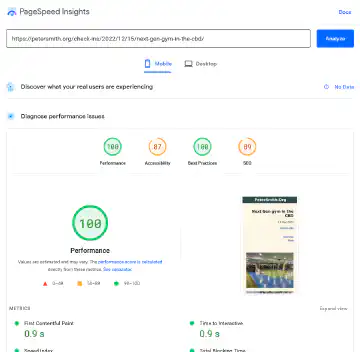 PageSpeed Insights
Docs
https://petersmith.org/check-ins/2022/12/15/next-gen-gym-in-the-cbd/
Analyze
Mobile
Desktop
Discover what your real users are experiencing
No Data
Diagnose performance issues
100
87
100
89
Performance
Accessibility
Best Practices
SEO
100
Performance
Values are estimated and may vary. The performance score is calculated
directly from these metrics. See calculator.
0–49
50–89
90–100
PeterSmith.Org
Next Gen gym in the
CBD
METRICS
Expand view
First Contentful Paint
0.9 s
Time to Interactive
0.9 s
Speed Index
Total Blocking Time